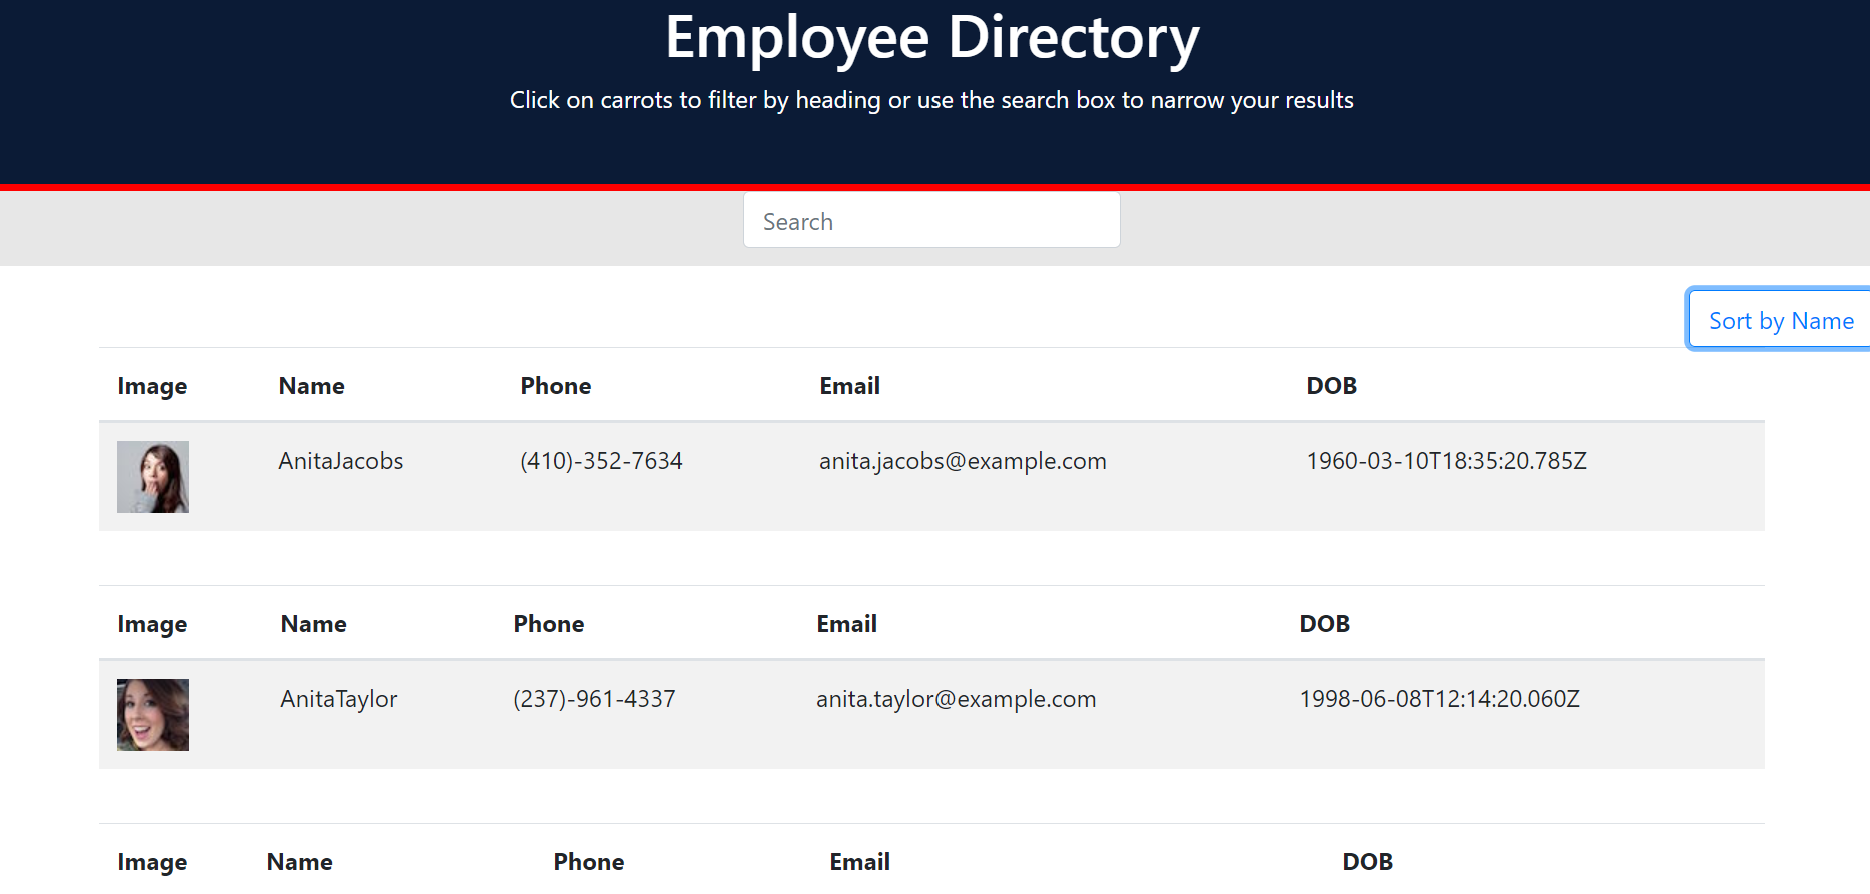 Employee Directory
Click on carrots to filter by heading or use the search box to narrow your results
Search
Sort by Name
Image Name Phone Email DOB
AnitaJacobs (410)-352-7634 anita.jacobs@example.com 1960-03-10T18:35:20.785Z
Image Name Phone Email DOB
AnitaTaylor (237)-961-4337 anita.taylor@example.com 1998-06-08T12:14:20.060Z
Image Name Phone Email DOB